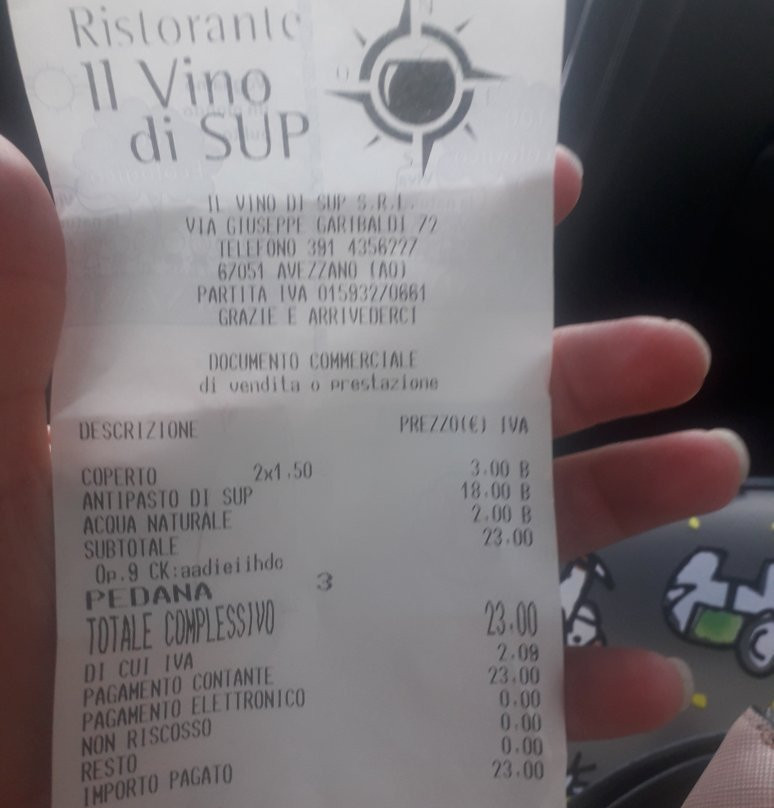 Ristorante
Il Vino
di SUP
N
O
S
IL VINO DI SUP S.R.L.
VIA GIUSEPPE GARIBALDI 72
TELEFONO 391 4356227
67051 AVEZZANO (AQ)
PARTITA IVA 01593270661
GRAZIE E ARRIVEDERCI
DOCUMENTO COMMERCIALE
di vendita o prestazione
DESCRIZIONE PREZZO(€) IVA
COPERTO 2x1.50 3.00 B
ANTIPASTO DI SUP 18.00 B
ACQUA NATURALE 2.00 B
SUBTOTALE 23.00
Op.9 CK:aadieiihdc
PEDANA 3
TOTALE COMPLESSIVO 23.00
DI CUI IVA 2.09
PAGAMENTO CONTANTE 23.00
PAGAMENTO ELETTRONICO 0.00
NON RISCOSSO 0.00
RESTO 0.00
IMPORTO PAGATO 23.00